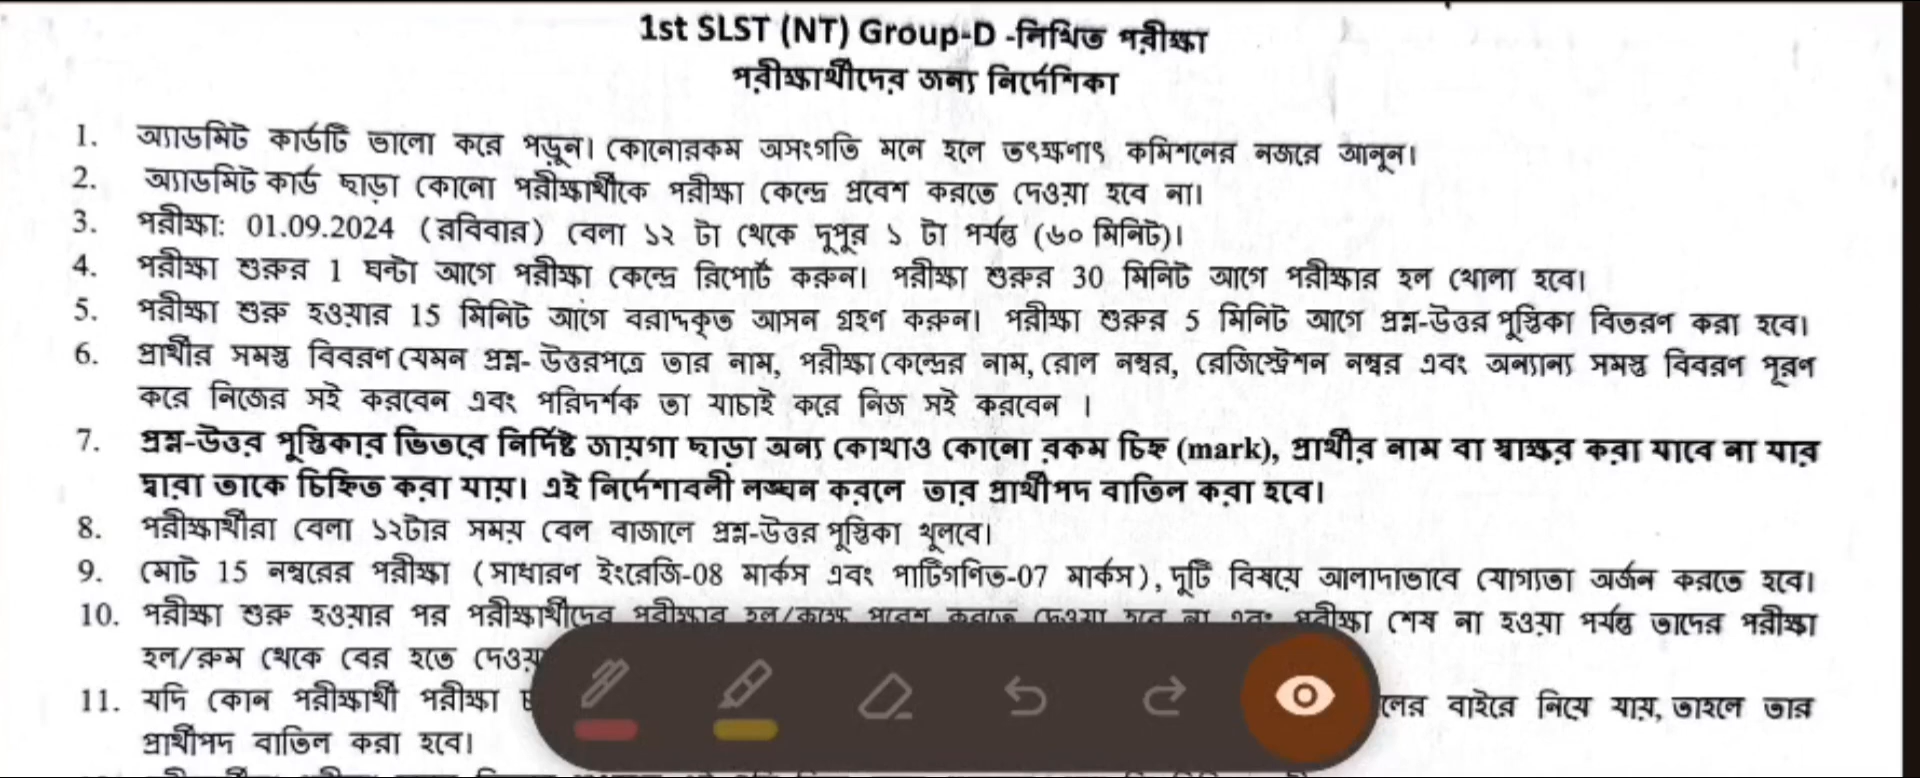 1st SLST (NT) Group-D -লিখিত পরীক্ষা
পরীক্ষার্থীদের জন্য নির্দেশিকা
1. অ্যাডমিট কার্ডটি ভালো করে পড়ুন। কোনোরকম অসংগতি মনে হলে তৎক্ষণাৎ কমিশনের নজরে আনুন।
2. অ্যাডমিট কার্ড ছাড়া কোনো পরীক্ষার্থীকে পরীক্ষা কেন্দ্রে প্রবেশ করতে দেওয়া হবে না।
3. পরীক্ষা: 01.09.2024 (রবিবার) বেলা ১২ টা থেকে দুপুর ১ টা পর্যন্ত (৬০ মিনিট)।
4. পরীক্ষা শুরুর 1 ঘন্টা আগে পরীক্ষা কেন্দ্রে রিপোর্ট করুন। পরীক্ষা শুরুর 30 মিনিট আগে পরীক্ষার হল খোলা হবে।
5. পরীক্ষা শুরু হওয়ার 15 মিনিট আগে বরাদ্দকৃত আসন গ্রহণ করুন। পরীক্ষা শুরুর 5 মিনিট আগে প্রশ্ন-উত্তর পুস্তিকা বিতরণ করা হবে।
6. প্রার্থীর সমস্ত বিবরণ যেমন প্রশ্ন- উত্তরপত্রে তার নাম, পরীক্ষা কেন্দ্রের নাম, রোল নম্বর, রেজিস্ট্রেশন নম্বর এবং অন্যান্য সমস্ত বিবরণ পূরণ
করে নিজের সই করবেন এবং পরিদর্শক তা যাচাই করে নিজ সই করবেন ।
7. প্রশ্ন-উত্তর পুস্তিকার ভিতরে নির্দিষ্ট জায়গা ছাড়া অন্য কোথাও কোনো রকম চিহ্ন (mark), প্রার্থীর নাম বা স্বাক্ষর করা যাবে না যার
দ্বারা তাকে চিহ্নিত করা যায়। এই নির্দেশাবলী লঙ্ঘন করলে তার প্রার্থীপদ বাতিল করা হবে।
8. পরীক্ষার্থীরা বেলা ১২টার সময় বেল বাজালে প্রশ্ন-উত্তর পুস্তিকা খুলবে।
9. মোট 15 নম্বরের পরীক্ষা (সাধারণ ইংরেজি-08 মার্কস এবং পাটিগণিত-07 মার্কস), দুটি বিষয়ে আলাদাভাবে যোগ্যতা অর্জন করতে হবে।
10. পরীক্ষা শুরু হওয়ার পর পরীক্ষার্থীদের পরীক্ষার হল/কক্ষে প্রবেশ করতে দেওয়া হবে না এবং পরীক্ষা শেষ না হওয়া পর্যন্ত তাদের পরীক্ষা
হল/রুম থেকে বের হতে
11. যদি কোন পরীক্ষার্থী পরীক্ষা বাইরে নিয়ে যায়, তাহলে তার
প্রার্থীপদ বাতিল করা হবে।